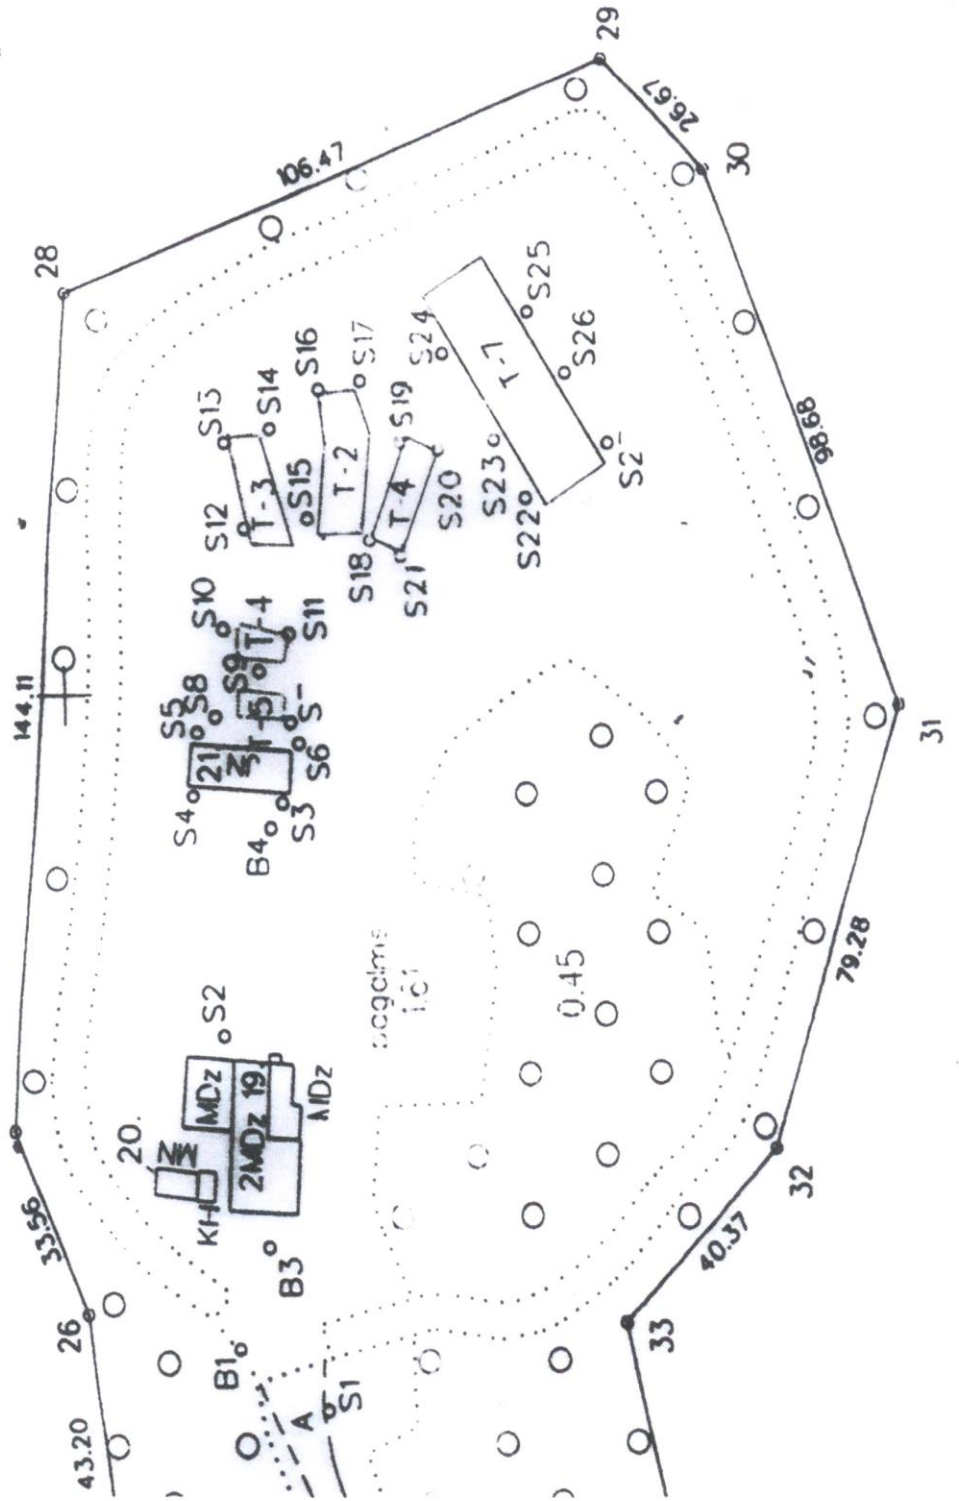 29
26.67
30
106.47
28
S25
S26
S24
T-7
S17
S16
S14
S13
S19
98.68
S15
T-2
T-4
T-3
S12
S20
S23
S22
S18
S21
S10
S11
T-4
S9
S8
S5
144.11
21
S6
S4
S3
B4
31
79.28
0.45
S2
MDz
19.
MDz
2MDz
20.
KH
B3
32
40.37
33.56
26
33
B1
S1
A
43.20